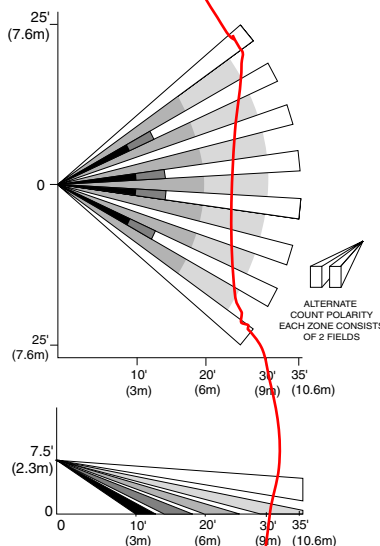 25'
(7.6m)
0
ALTERNATE
COUNT POLARITY
EACH ZONE CONSISTS
OF 2 FIELDS
25'
(7.6m)
10' 20' 30' 35'
(3m) (6m) (9m) (10.6m)
7.5'
(2.3m)
0
0 10' 20' 30' 35'
(3m) (6m) (9m) (10.6m)